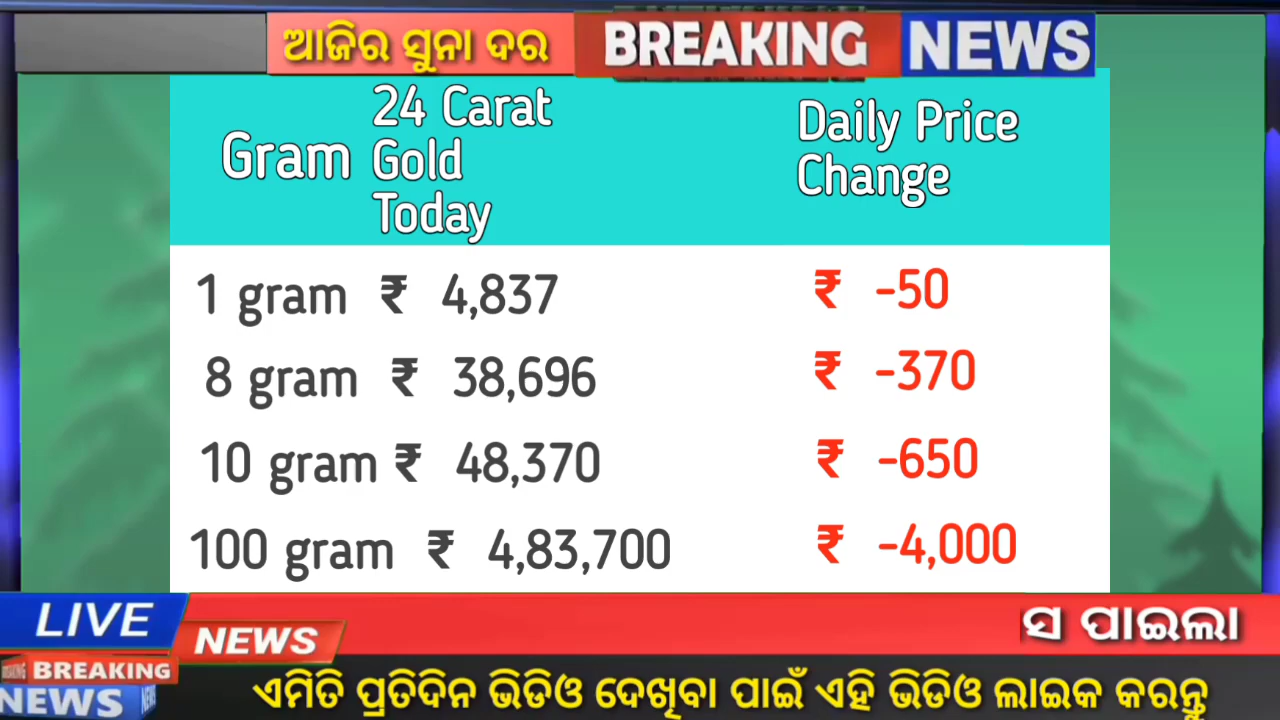 ଆଜିର ସୁନା ଦର BREAKING NEWS
Gram 24 Carat Gold Today Daily Price Change
1 gram ₹ 4,837 ₹ -50
8 gram ₹ 38,696 ₹ -370
10 gram ₹ 48,370 ₹ -650
100 gram ₹ 4,83,700 ₹ -4,000
LIVE
NEWS
ସ ପାଇଲା
BREAKING BREAKING
NEWS NEWS
ଏମିତି ପ୍ରତିଦିନ ଭିଡିଓ ଦେଖିବା ପାଇଁ ଏହି ଭିଡିଓ ଲାଇକ କରନ୍ତୁ